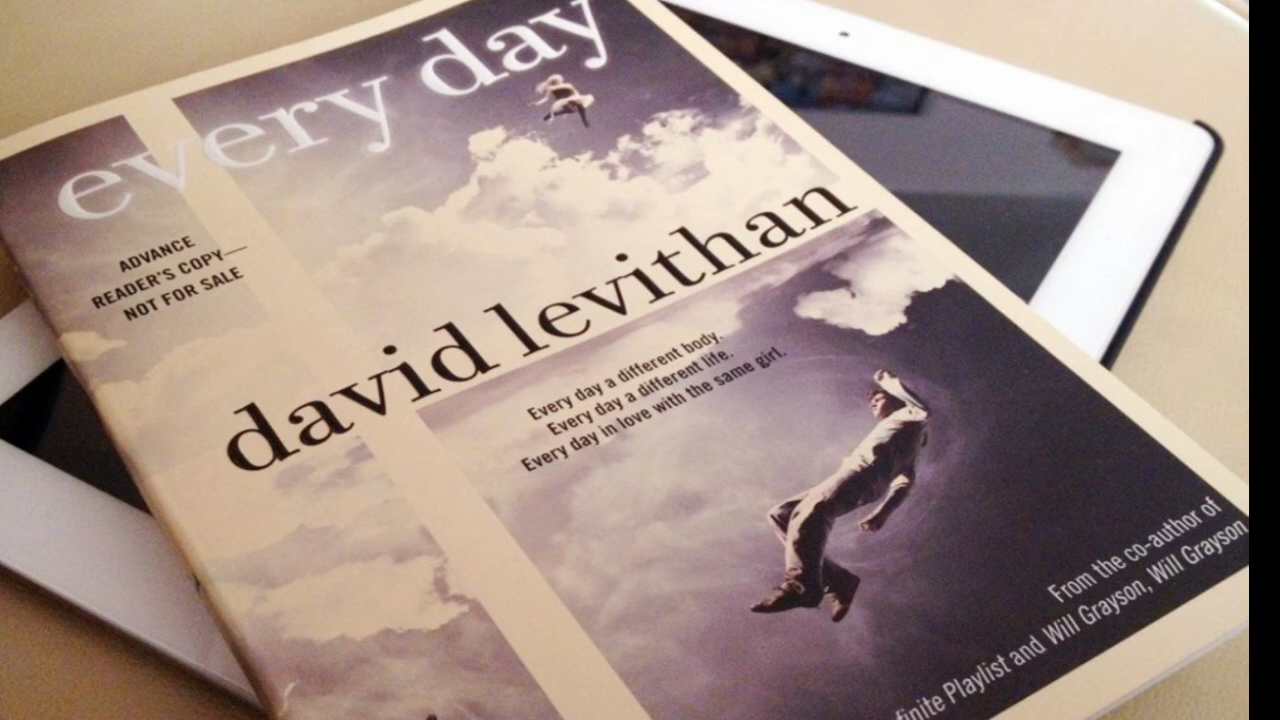 every day
ADVANCE
READER'S COPY—
NOT FOR SALE
david levithan
Every day a different body.
Every day a different life.
Every day in love with the same girl.
From the co-author of
Playlist and Will Grayson, Will Grayson